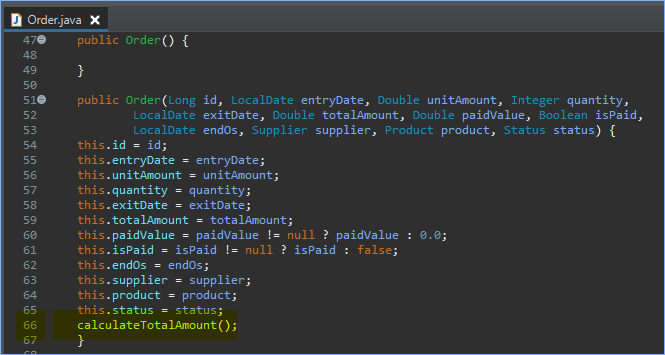 Order.java
47 public Order() {
48
49 }
50
51 public Order(Long id, LocalDate entryDate, Double unitAmount, Integer quantity,
52 LocalDate exitDate, Double totalAmount, Double paidValue, Boolean isPaid,
53 LocalDate endOs, Supplier supplier, Product product, Status status) {
54 this.id = id;
55 this.entryDate = entryDate;
56 this.unitAmount = unitAmount;
57 this.quantity = quantity;
58 this.exitDate = exitDate;
59 this.totalAmount = totalAmount;
60 this.paidValue = paidValue != null ? paidValue : 0.0;
61 this.isPaid = isPaid != null ? isPaid : false;
62 this.endOs = endOs;
63 this.supplier = supplier;
64 this.product = product;
65 this.status = status;
66 calculateTotalAmount();
67 }